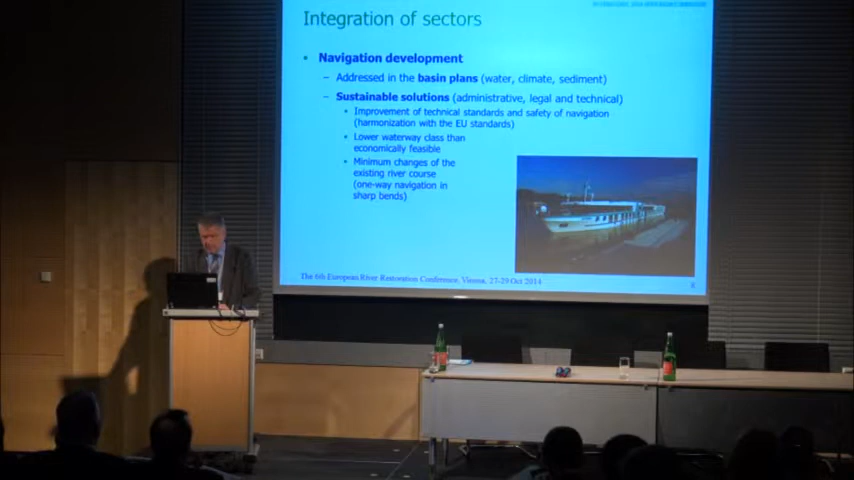 Integration of sectors
• Navigation development
– Addressed in the basin plans (water, climate, sediment)
– Sustainable solutions (administrative, legal and technical)
• Improvement of technical standards and safety of navigation
(harmonization with the EU standards)
• Lower waterway class than
economically feasible
• Minimum changes of the
existing river course
(one-way navigation in
sharp bends)
The 6th European River Restoration Conference, Vienna, 27-29 Oct 2014